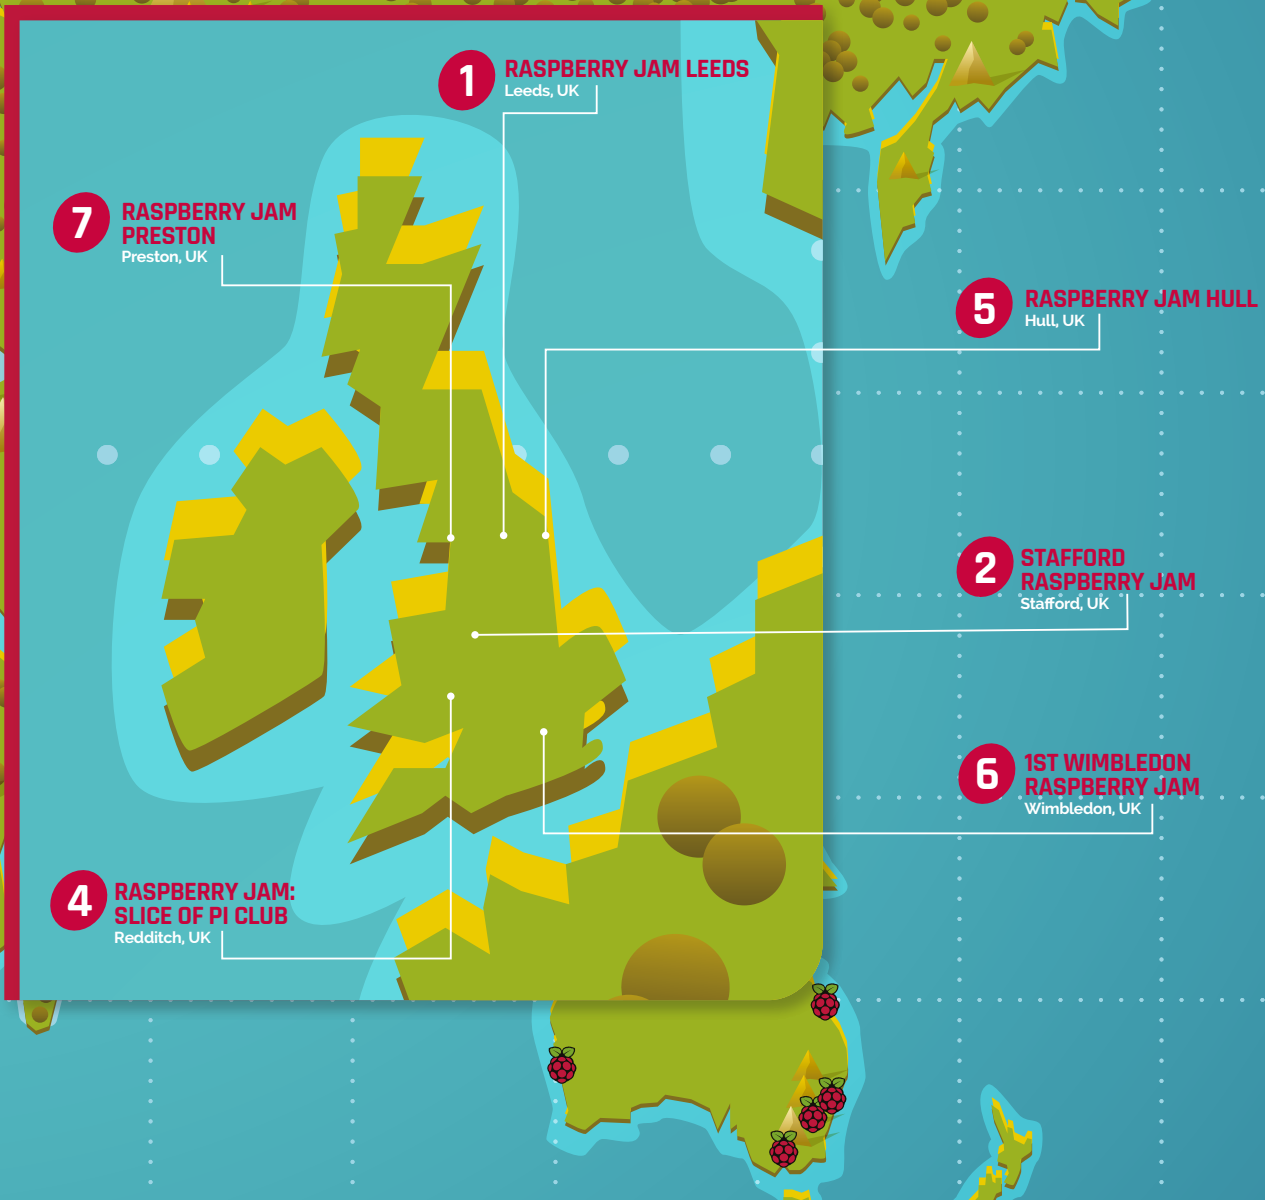 1
RASPBERRY JAM LEEDS
Leeds, UK
7
RASPBERRY JAM
PRESTON
Preston, UK
5
RASPBERRY JAM HULL
Hull, UK
2
STAFFORD
RASPBERRY JAM
Stafford, UK
6
1ST WIMBLEDON
RASPBERRY JAM
Wimbledon, UK
4
RASPBERRY JAM:
SLICE OF PI CLUB
Redditch, UK